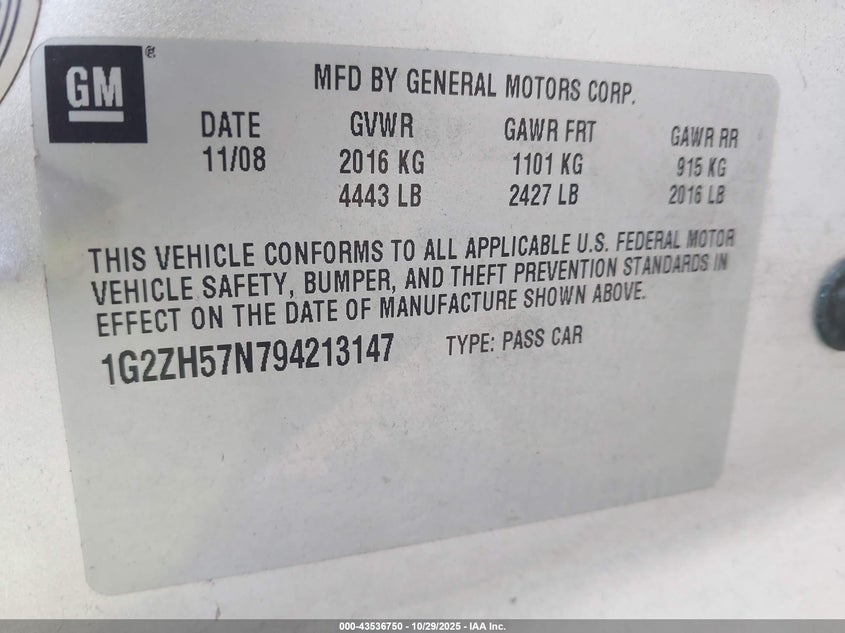 GM®
MFD BY GENERAL MOTORS CORP.
DATE GVWR GAWR FRT GAWR RR
11/08 2016 KG 1101 KG 915 KG
4443 LB 2427 LB 2016 LB
THIS VEHICLE CONFORMS TO ALL APPLICABLE U.S. FEDERAL MOTOR
VEHICLE SAFETY, BUMPER, AND THEFT PREVENTION STANDARDS IN
EFFECT ON THE DATE OF MANUFACTURE SHOWN ABOVE.
1G2ZH57N794213147 TYPE: PASS CAR
000-43536750 - 10/29/2025 - IAA Inc.